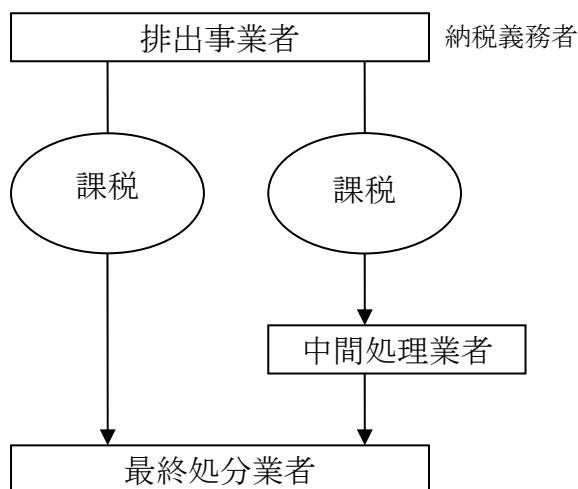 排出事業者
納税義務者
課税
課税
中間処理業者
最終処分業者